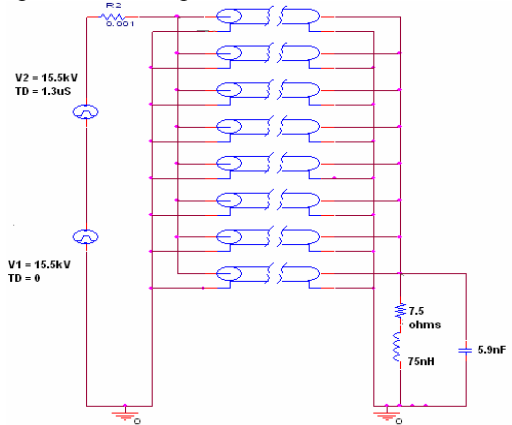 R2
0.001
V2 = 15.5kV
TD = 1.3uS
V1 = 15.5kV
TD = 0
7.5
ohms
75nH
5.9nF
0
0